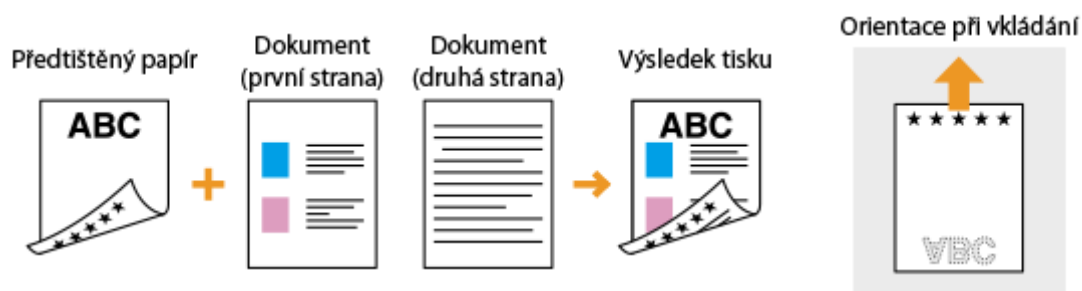 Předtištěný papír
Dokument
(první strana)
Dokument
(druhá strana)
Výsledek tisku
Orientace při vkládání
ABC
ABC
ABC